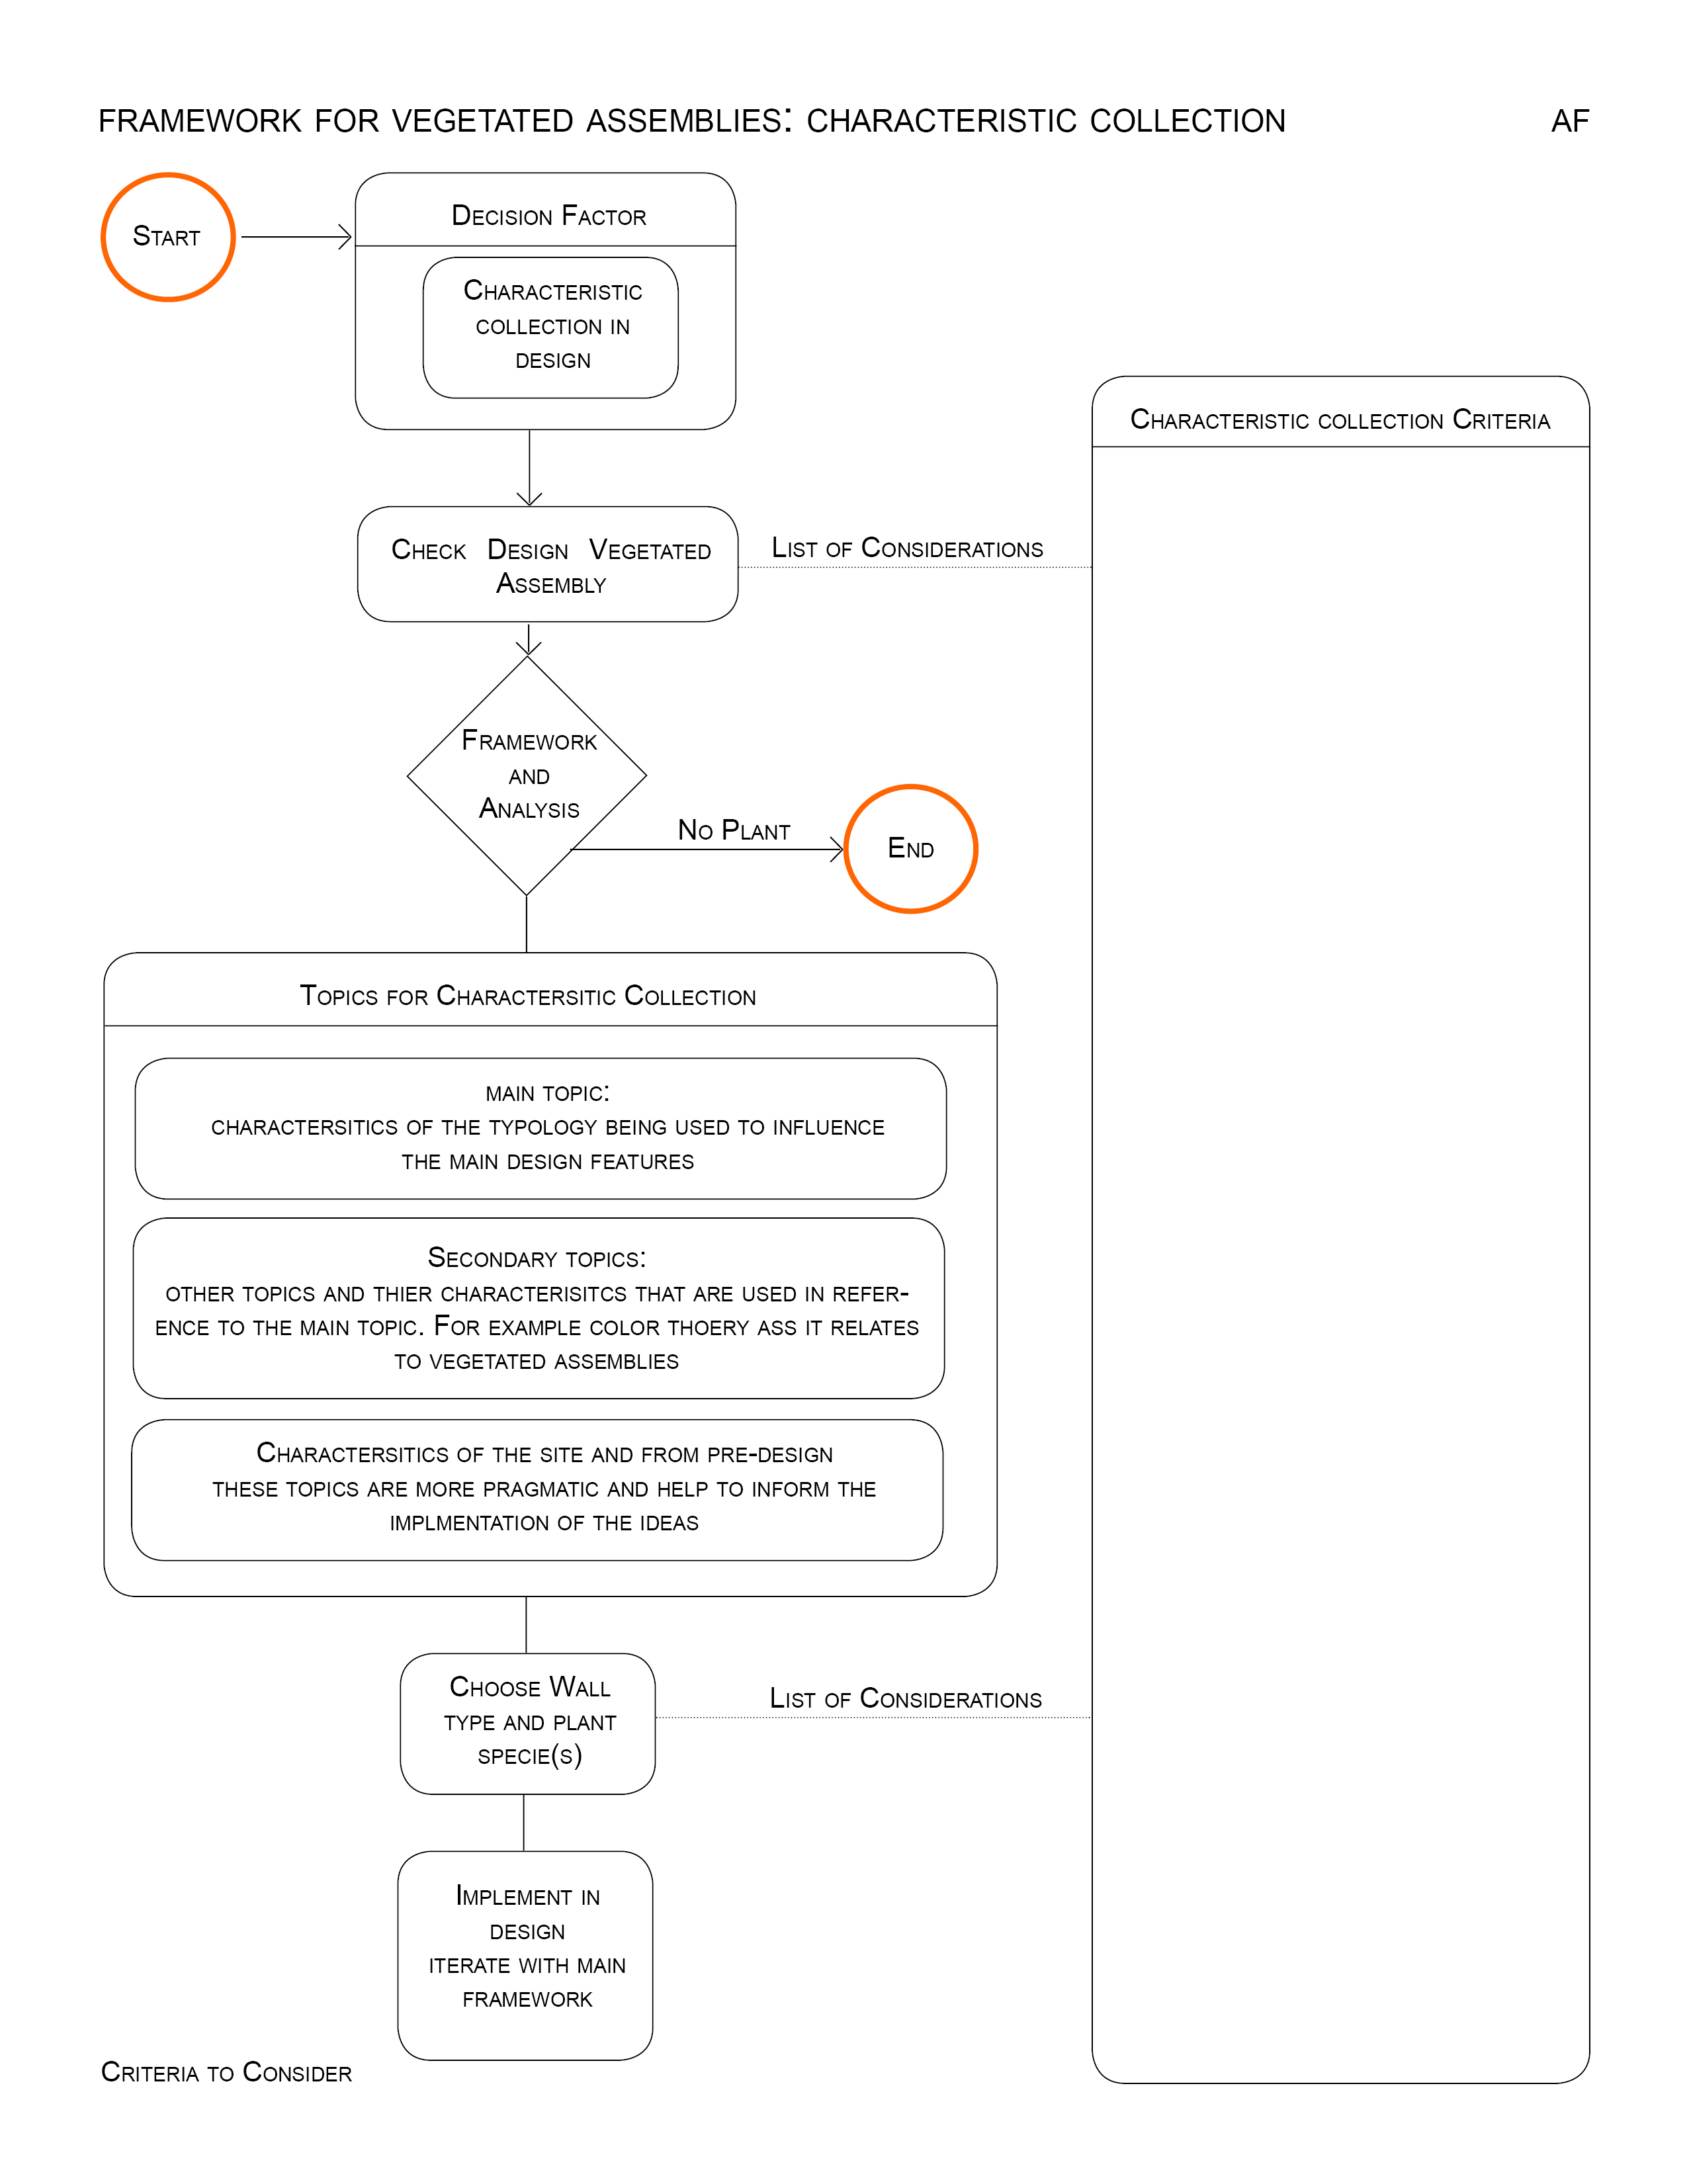 FRAMEWORK FOR VEGETATED ASSEMBLIES: CHARACTERISTIC COLLECTION
AF
START
DECISION FACTOR
CHARACTERISTIC
COLLECTION IN
DESIGN
CHARACTERISTIC COLLECTION CRITERIA
CHECK DESIGN VEGETATED
ASSEMBLY
LIST OF CONSIDERATIONS
FRAMEWORK
AND
ANALYSIS
NO PLANT
END
TOPICS FOR CHARACTERSITIC COLLECTION
MAIN TOPIC:
CHARACTERSITICS OF THE TYPOLOGY BEING USED TO INFLUENCE
THE MAIN DESIGN FEATURES
SECONDARY TOPICS:
OTHER TOPICS AND THIER CHARACTERISITCS THAT ARE USED IN REFER-
ENCE TO THE MAIN TOPIC. FOR EXAMPLE COLOR THOERY ASS IT RELATES
TO VEGETATED ASSEMBLIES
CHARACTERSITICS OF THE SITE AND FROM PRE-DESIGN
THESE TOPICS ARE MORE PRAGMATIC AND HELP TO INFORM THE
IMPLMENTATION OF THE IDEAS
CHOOSE WALL
TYPE AND PLANT
SPECIE(S)
LIST OF CONSIDERATIONS
IMPLEMENT IN
DESIGN
ITERATE WITH MAIN
FRAMEWORK
CRITERIA TO CONSIDER